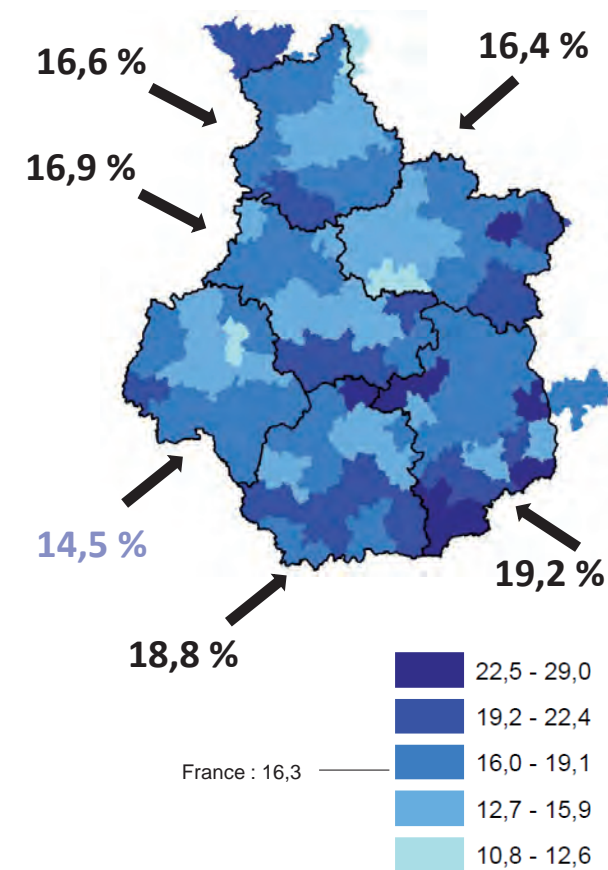 16,6 %
16,4 %
16,9 %
14,5 %
19,2 %
18,8 %
22,5 - 29,0
19,2 - 22,4
France : 16,3
16,0 - 19,1
12,7 - 15,9
10,8 - 12,6